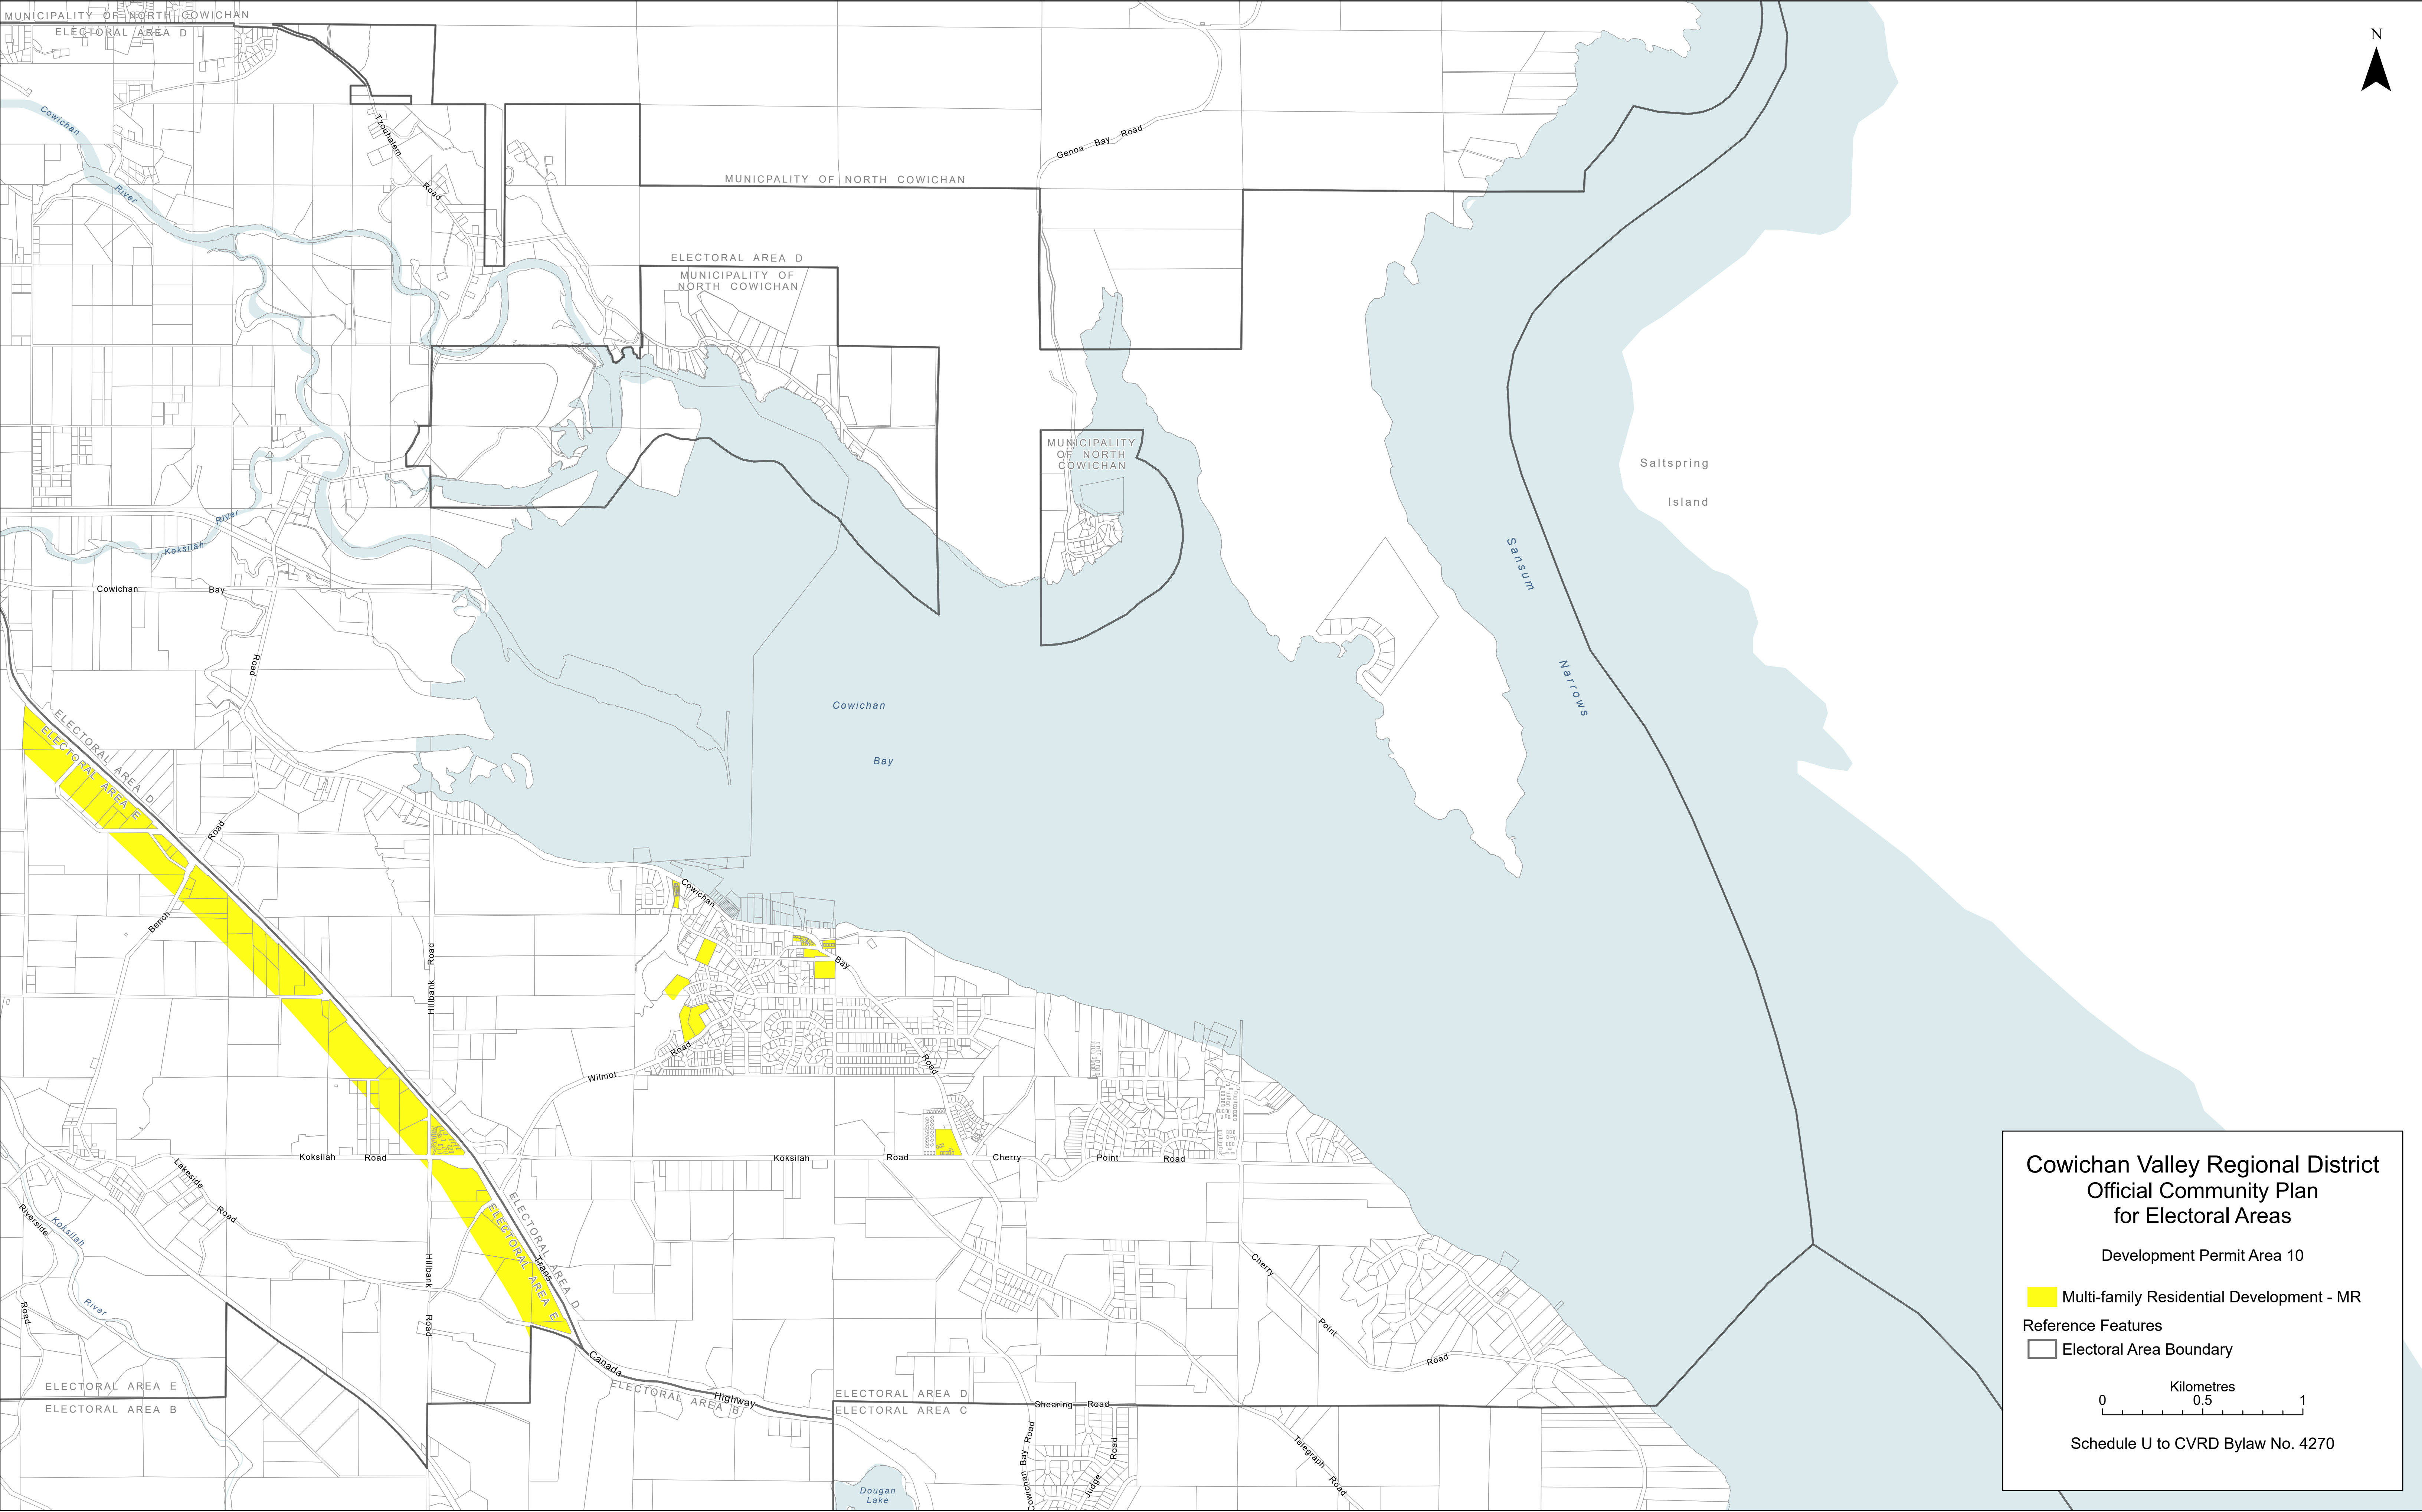 MUNICIPALITY OF NORTH COWICHAN
ELECTORAL AREA D
N
Cowichan
River
Tzouhalem
Road
Genoa Bay Road
MUNICPALITY OF NORTH COWICHAN
ELECTORAL AREA D
MUNICIPALITY OF
NORTH COWICHAN
MUNICIPALITY
OF NORTH
COWICHAN
Saltspring
Island
Sansum
Narrows
River
Koksilah
Cowichan Bay
Road
Cowichan
Bay
ELECTORAL AREA D
ELECTORAL AREA E
Road
Bench
Hillbank Road
Cowichan
Bay
Road
Wilmot Road
Koksilah Road
Koksilah Road
Cherry Point Road
Lakeside
Road
Riverside
Road
Koksilah
River
Hillbank
Road
ELECTORAL AREA D
ELECTORAL AREA E
Trans
Canada
Highway
ELECTORAL AREA B
Cherry
Point
Road
ELECTORAL AREA E
ELECTORAL AREA B
ELECTORAL AREA D
ELECTORAL AREA C
Shearing Road
Cowichan Bay Road
Judge Road
Telegraph
Road
Dougan
Lake
Cowichan Valley Regional District
Official Community Plan
for Electoral Areas
Development Permit Area 10
Multi-family Residential Development - MR
Reference Features
Electoral Area Boundary
Kilometres
0 0.5 1
Schedule U to CVRD Bylaw No. 4270